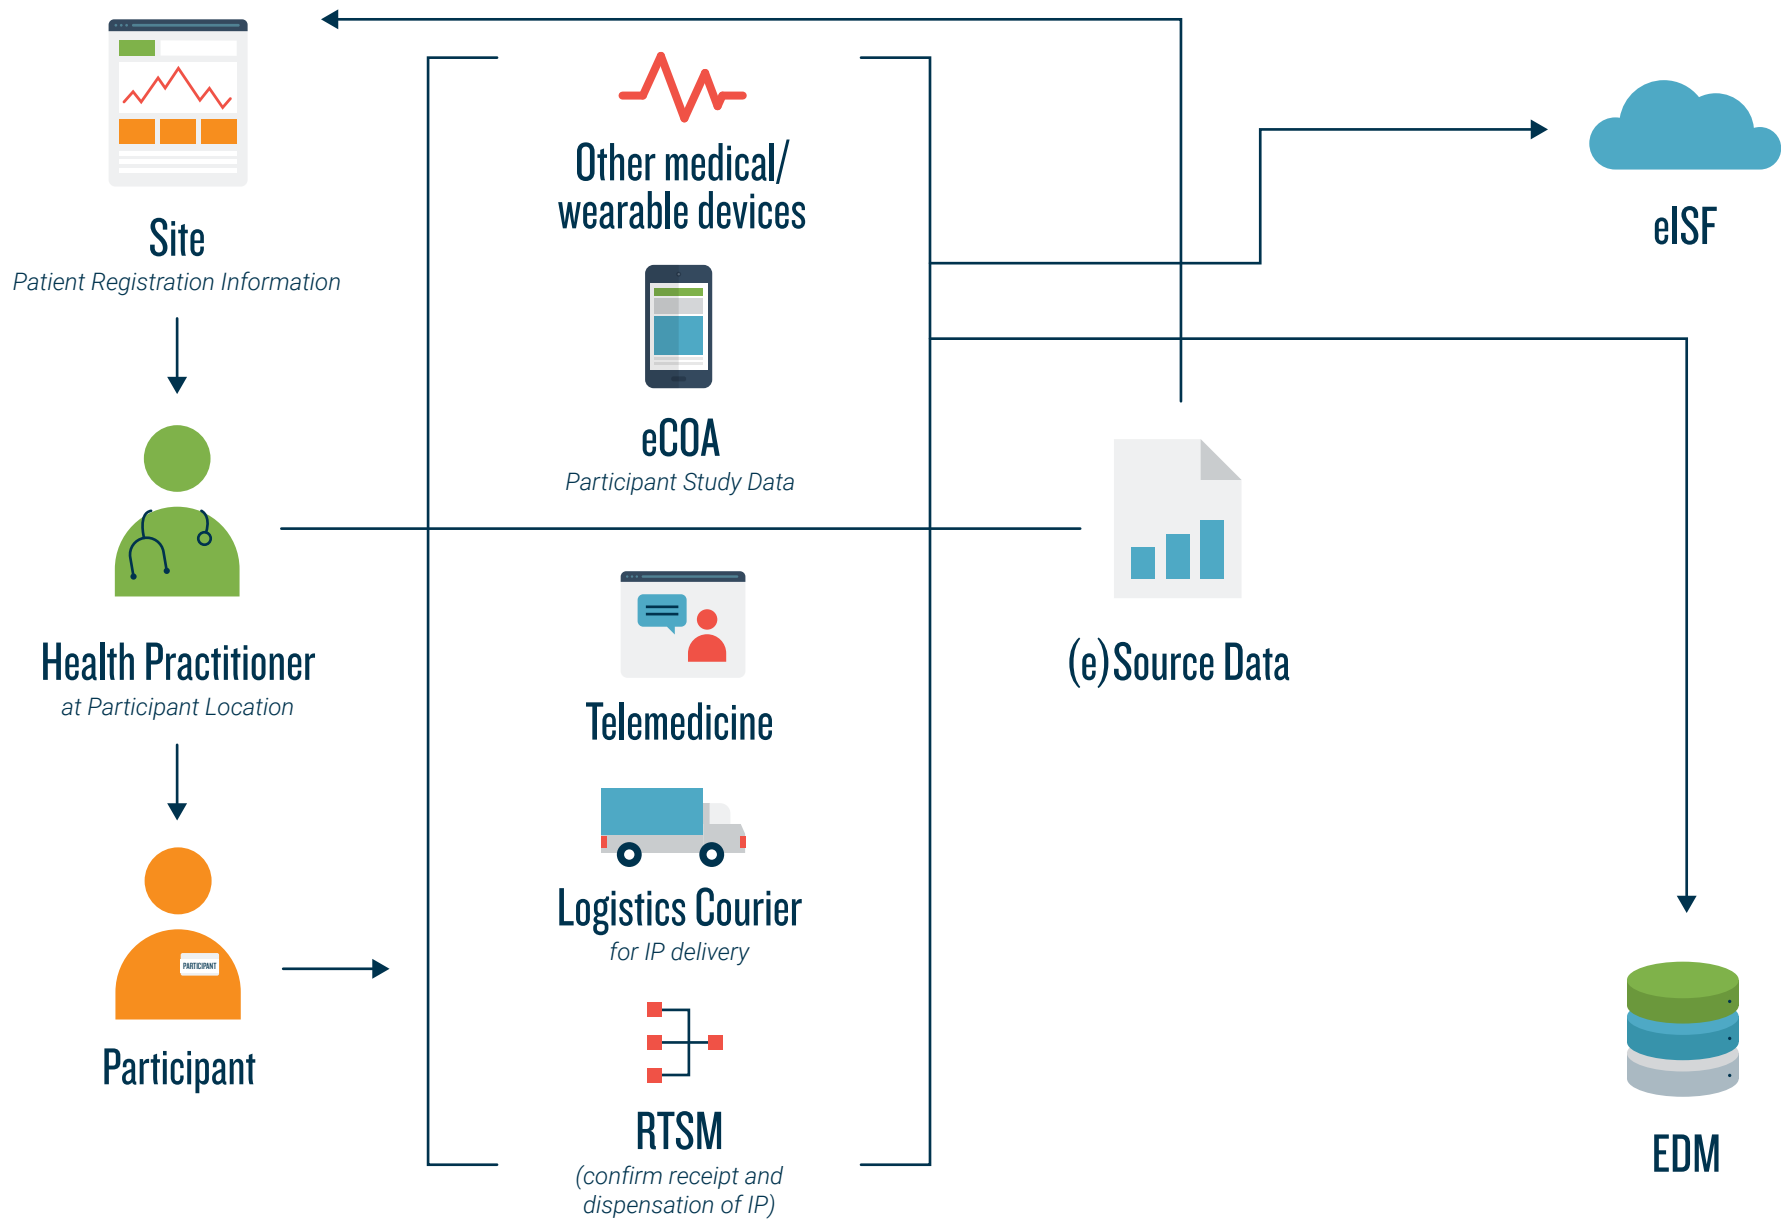 Site
Patient Registration Information
Health Practitioner
at Participant Location
PARTICIPANT
Participant
Other medical/
wearable devices
eCOA
Participant Study Data
Telemedicine
Logistics Courier
for IP delivery
RTSM
(confirm receipt and
dispensation of IP)
(e)Source Data
eISF
EDM